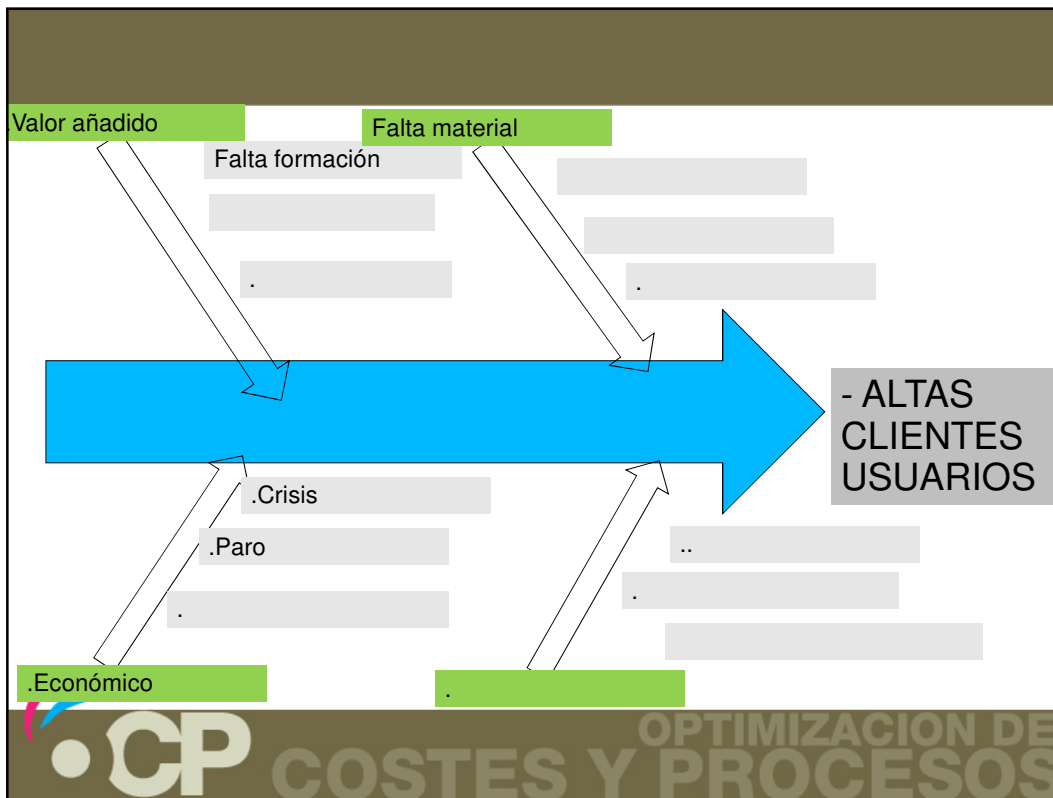 .Valor añadido
Falta material
Falta formación
.
.
- ALTAS
CLIENTES
USUARIOS
.Crisis
.Paro
.
..
.
.Económico
.
CP
OPTIMIZACION DE
COSTES Y PROCESOS